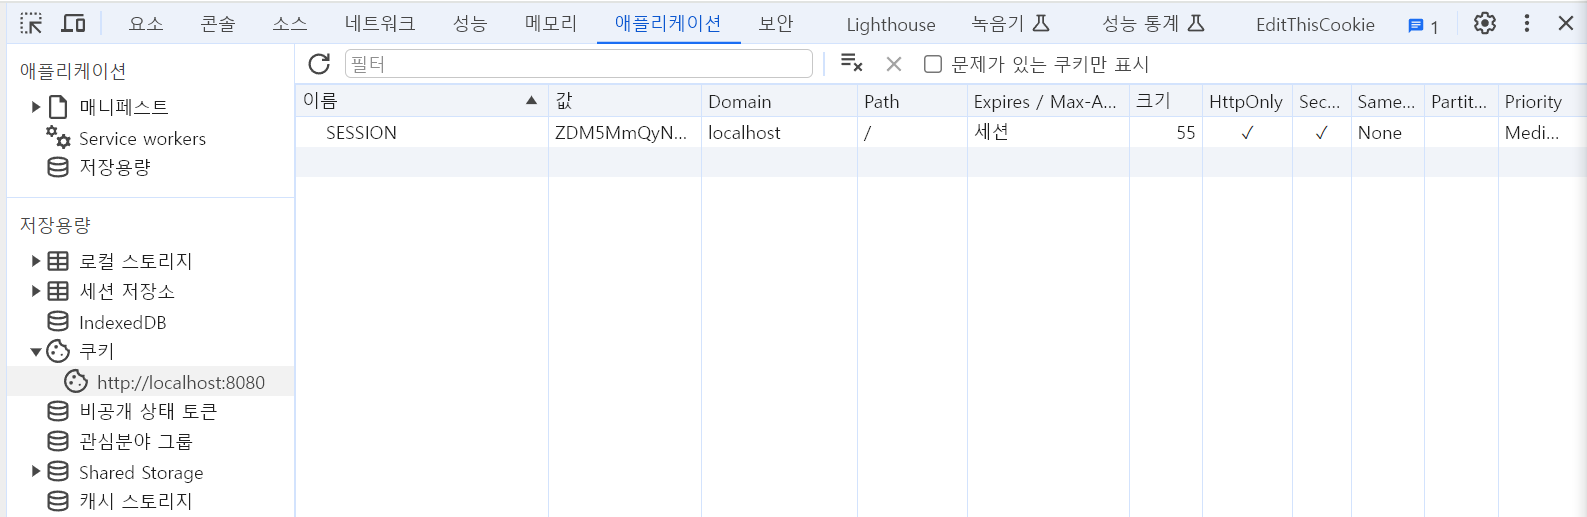 요소 콘솔 소스 네트워크 성능 메모리 애플리케이션 보안 Lighthouse 녹음기 성능 통계 EditThisCookie 1
애플리케이션
매니페스트
Service workers
저장용량
저장용량
로컬 스토리지
세션 저장소
IndexedDB
쿠키
http://localhost:8080
비공개 상태 토큰
관심분야 그룹
Shared Storage
캐시 스토리지
필터 문제가 있는 쿠키만 표시
이름 값 Domain Path Expires / Max-A... 크기 HttpOnly Sec... Same... Partit... Priority
SESSION ZDM5MmQyN... localhost / 세션 55 ✓ ✓ None Medi...